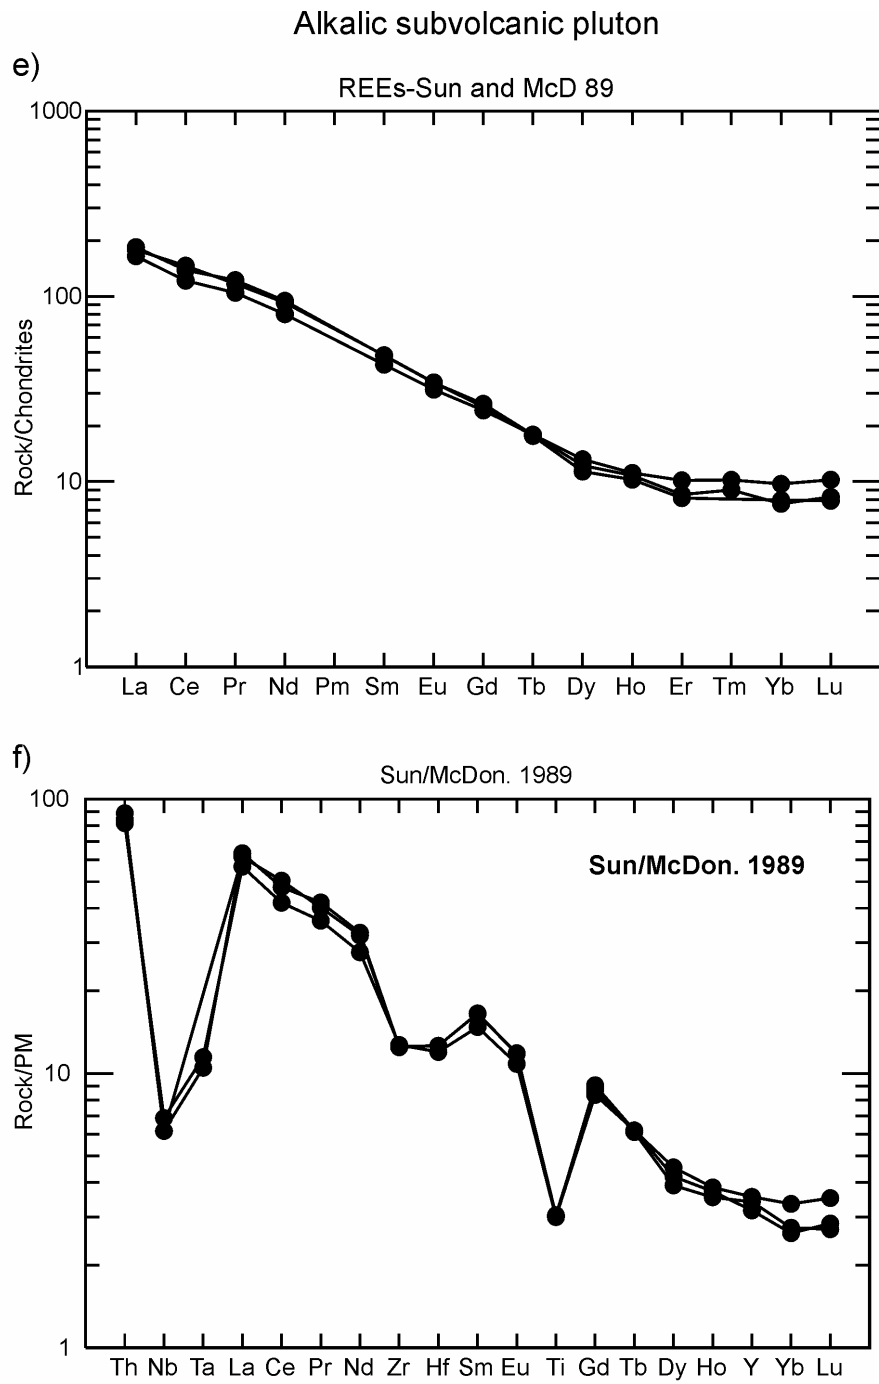 Alkalic subvolcanic pluton
e)
REEs-Sun and McD 89
1000
100
10
1
Rock/Chondrites
La Ce Pr Nd Pm Sm Eu Gd Tb Dy Ho Er Tm Yb Lu
f)
Sun/McDon. 1989
100
Sun/McDon. 1989
10
1
Rock/PM
Th Nb Ta La Ce Pr Nd Zr Hf Sm Eu Ti Gd Tb Dy Ho Y Yb Lu